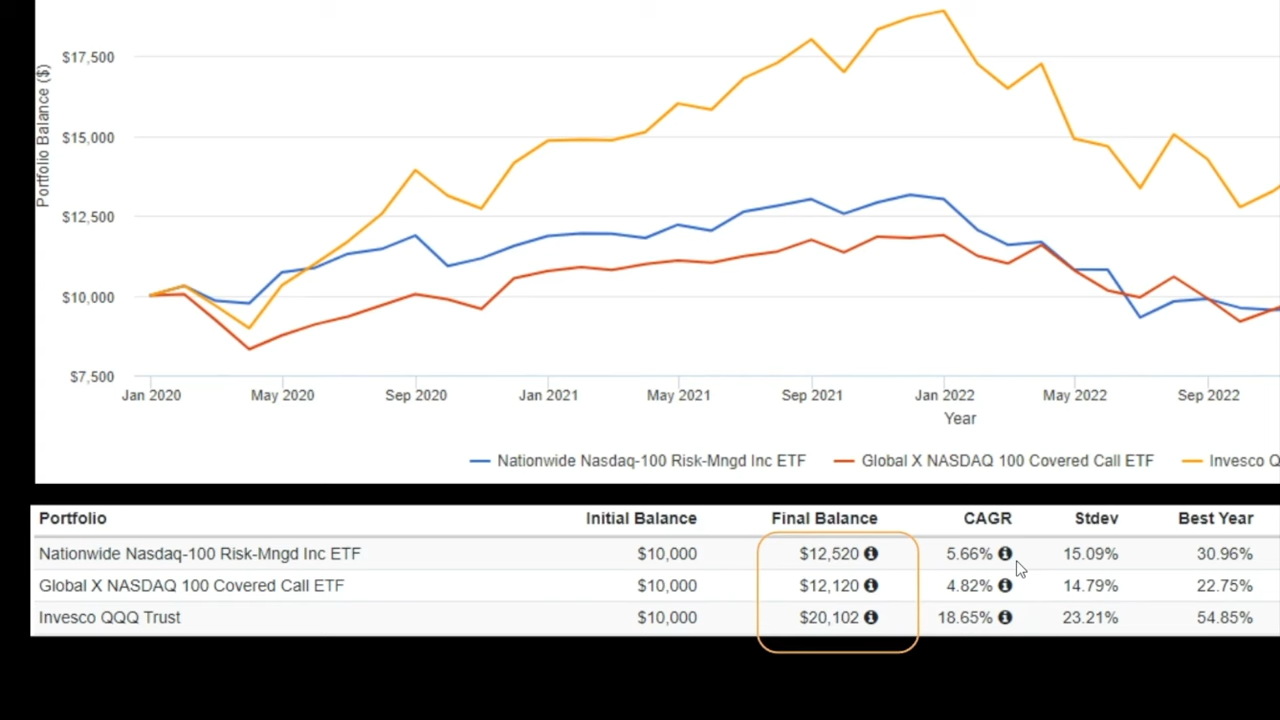 $17,500
$15,000
$12,500
$10,000
$7,500
Portfolio Balance ($)
Jan 2020 May 2020 Sep 2020 Jan 2021 May 2021 Sep 2021 Jan 2022 May 2022 Sep 2022
Year
Nationwide Nasdaq-100 Risk-Mngd Inc ETF Global X NASDAQ 100 Covered Call ETF Invesco Q
Portfolio Initial Balance Final Balance CAGR Stdev Best Year
Nationwide Nasdaq-100 Risk-Mngd Inc ETF $10,000 $12,520 5.66% 15.09% 30.96%
Global X NASDAQ 100 Covered Call ETF $10,000 $12,120 4.82% 14.79% 22.75%
Invesco QQQ Trust $10,000 $20,102 18.65% 23.21% 54.85%